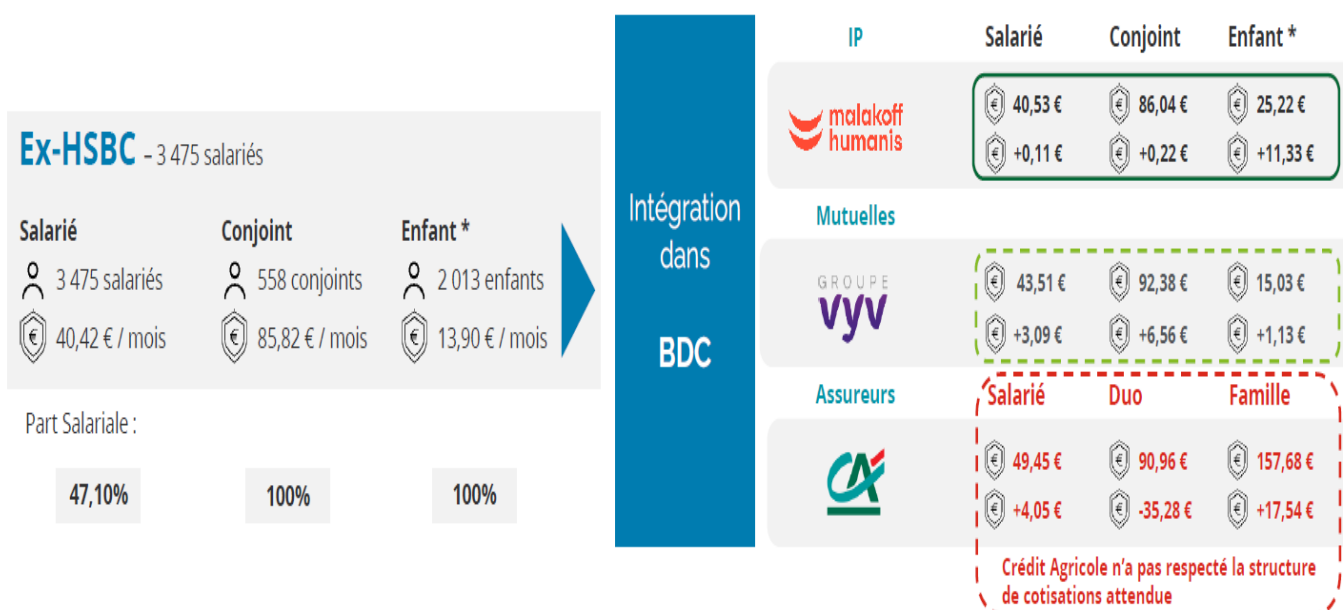 Ex-HSBC – 3 475 salariés
Salarié Conjoint Enfant *
3 475 salariés 558 conjoints 2 013 enfants
€ 40,42 € / mois € 85,82 € / mois € 13,90 € / mois
Part Salariale :
47,10% 100% 100%
Intégration
dans
BDC
IP Salarié Conjoint Enfant *
malakoff
humanis
€ 40,53 € € 86,04 € € 25,22 €
€ +0,11 € € +0,22 € € +11,33 €
Mutuelles
GROUPE
vyv
€ 43,51 € € 92,38 € € 15,03 €
€ +3,09 € € +6,56 € € +1,13 €
Assureurs Salarié Duo Famille
CA
€ 49,45 € € 90,96 € € 157,68 €
€ +4,05 € € -35,28 € € +17,54 €
Crédit Agricole n'a pas respecté la structure
de cotisations attendue